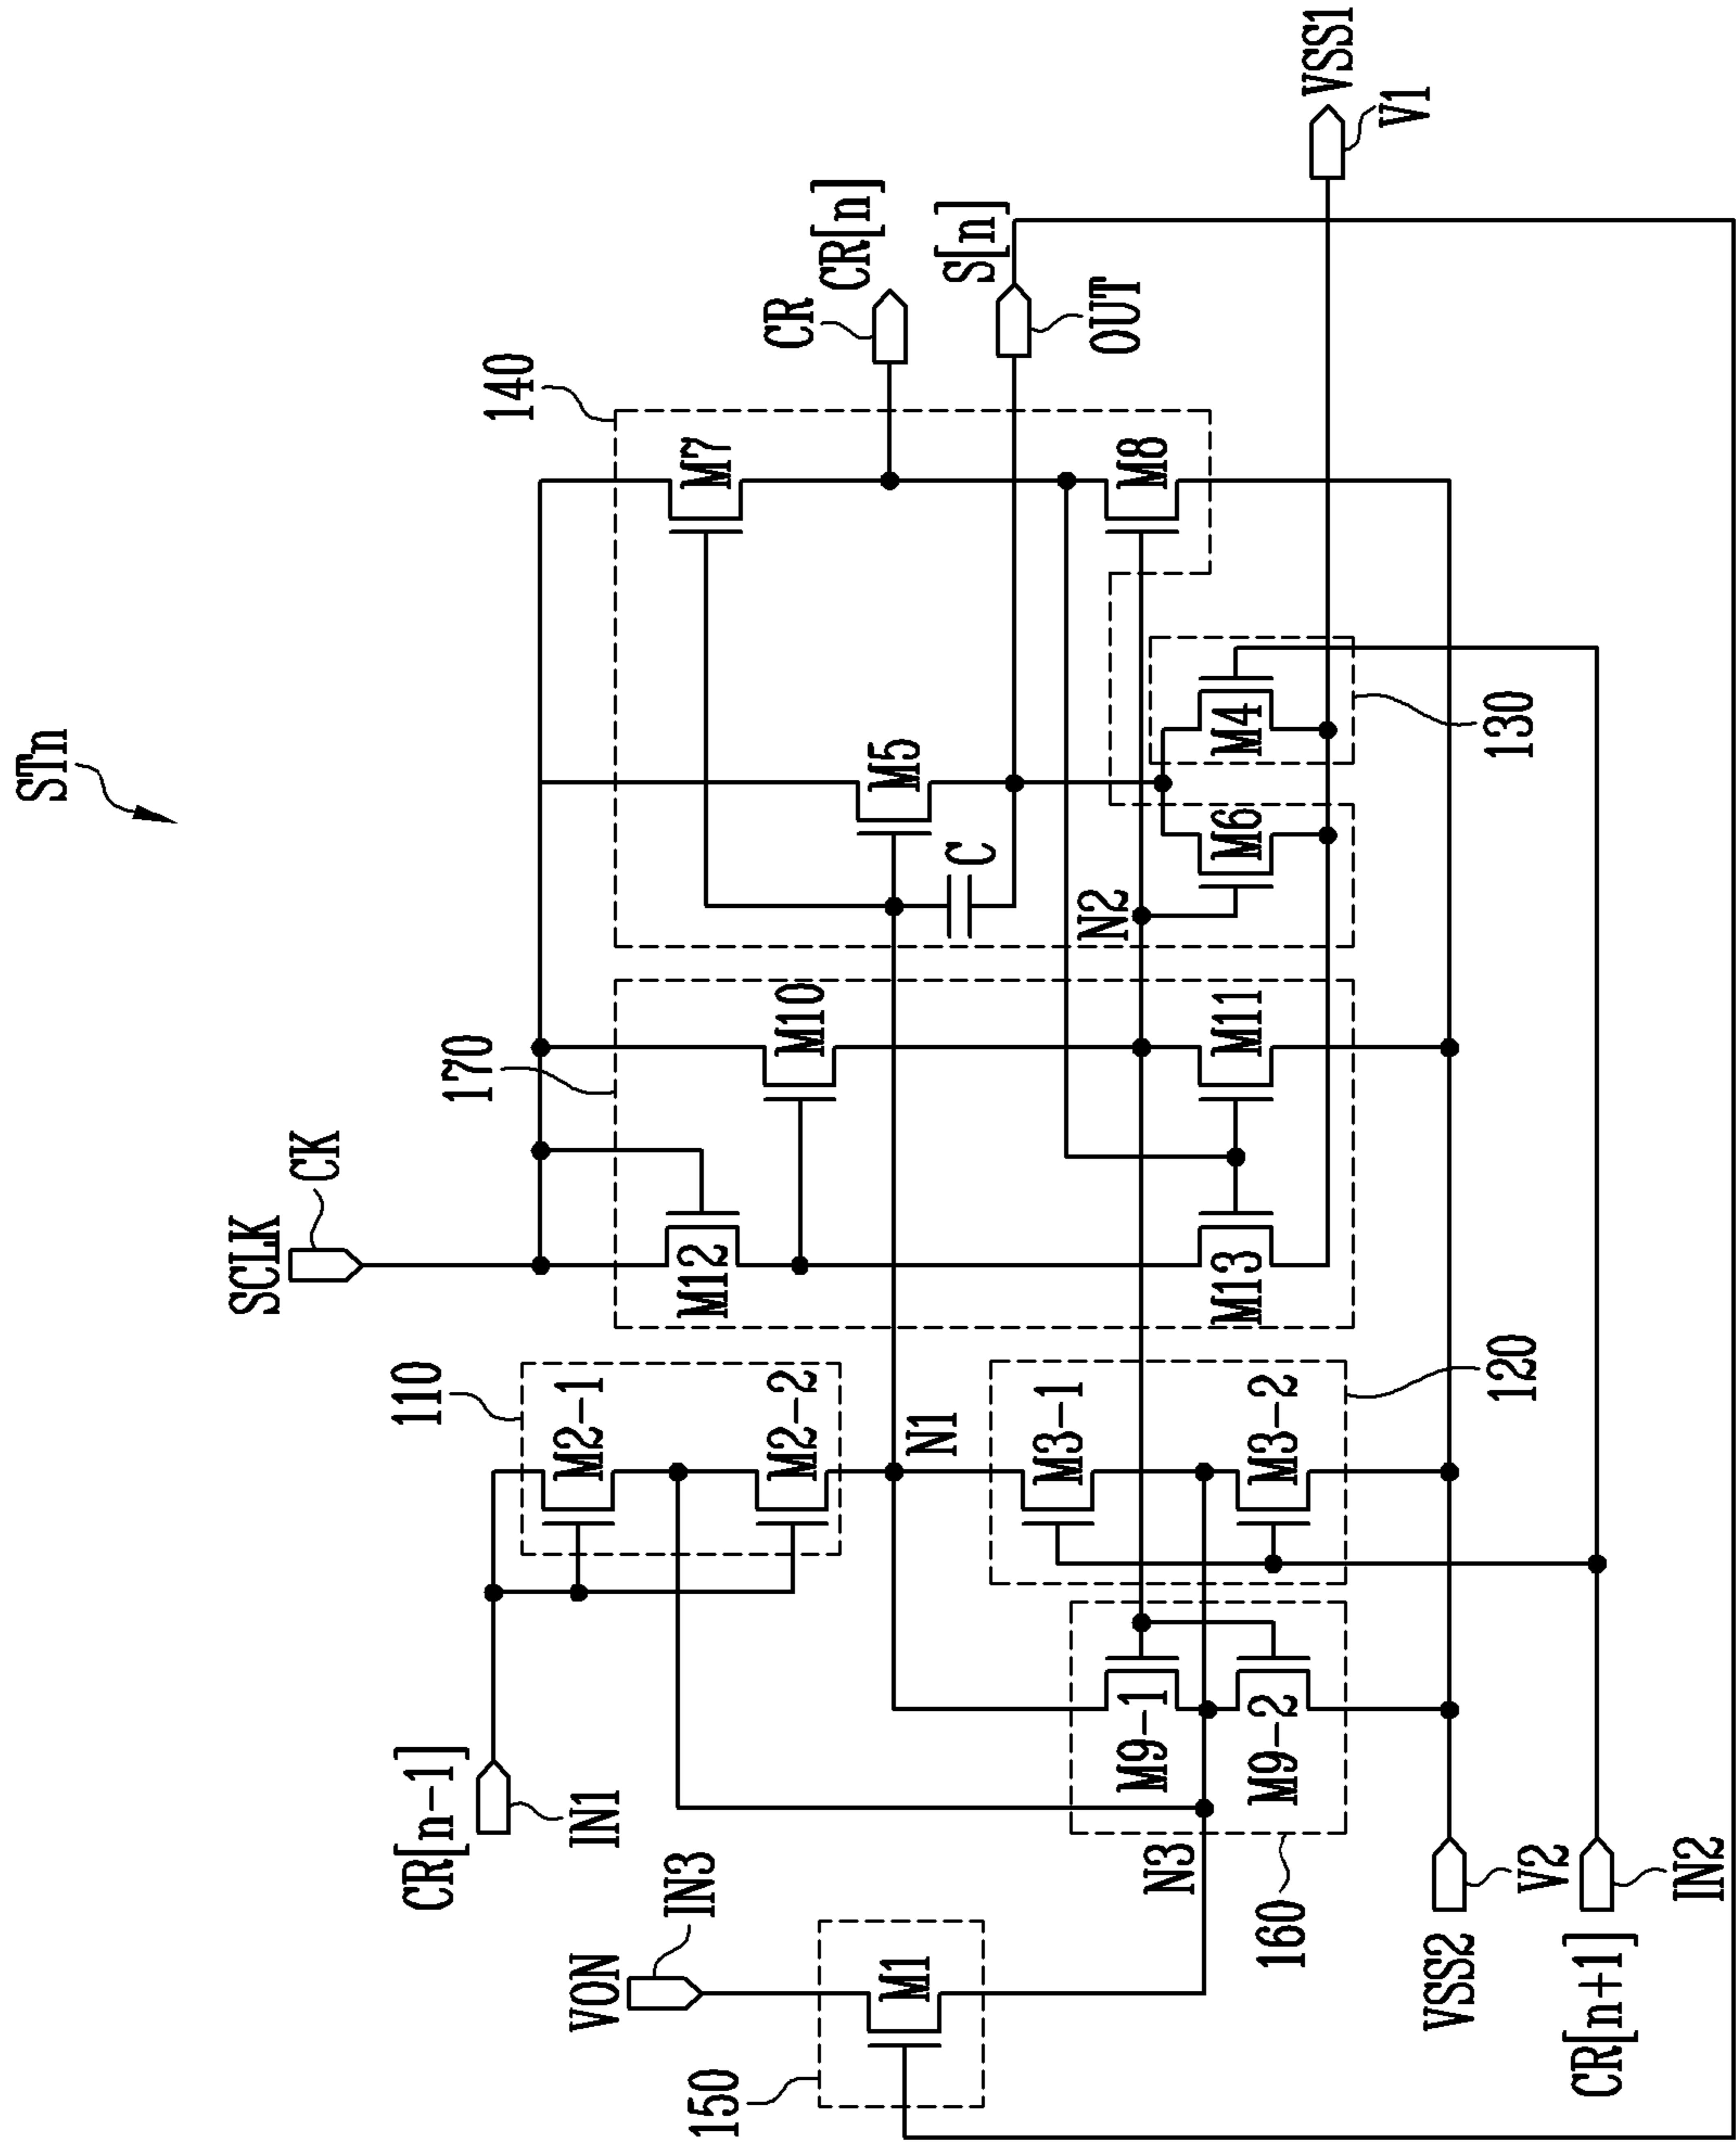 STn
SCLK
CK
170
140
CR
CR[n]
M7
M12
M10
M5
C
S[n]
OUT
110
CR[n-1]
IN1
M2-1
M2-2
VON
IN3
150
M1
N1
N2
M8
N3
120
M3-1
M3-2
M9-1
M9-2
160
M13
M11
M6
M4
130
VSS1
V1
VSS2
V2
CR[n+1]
IN2